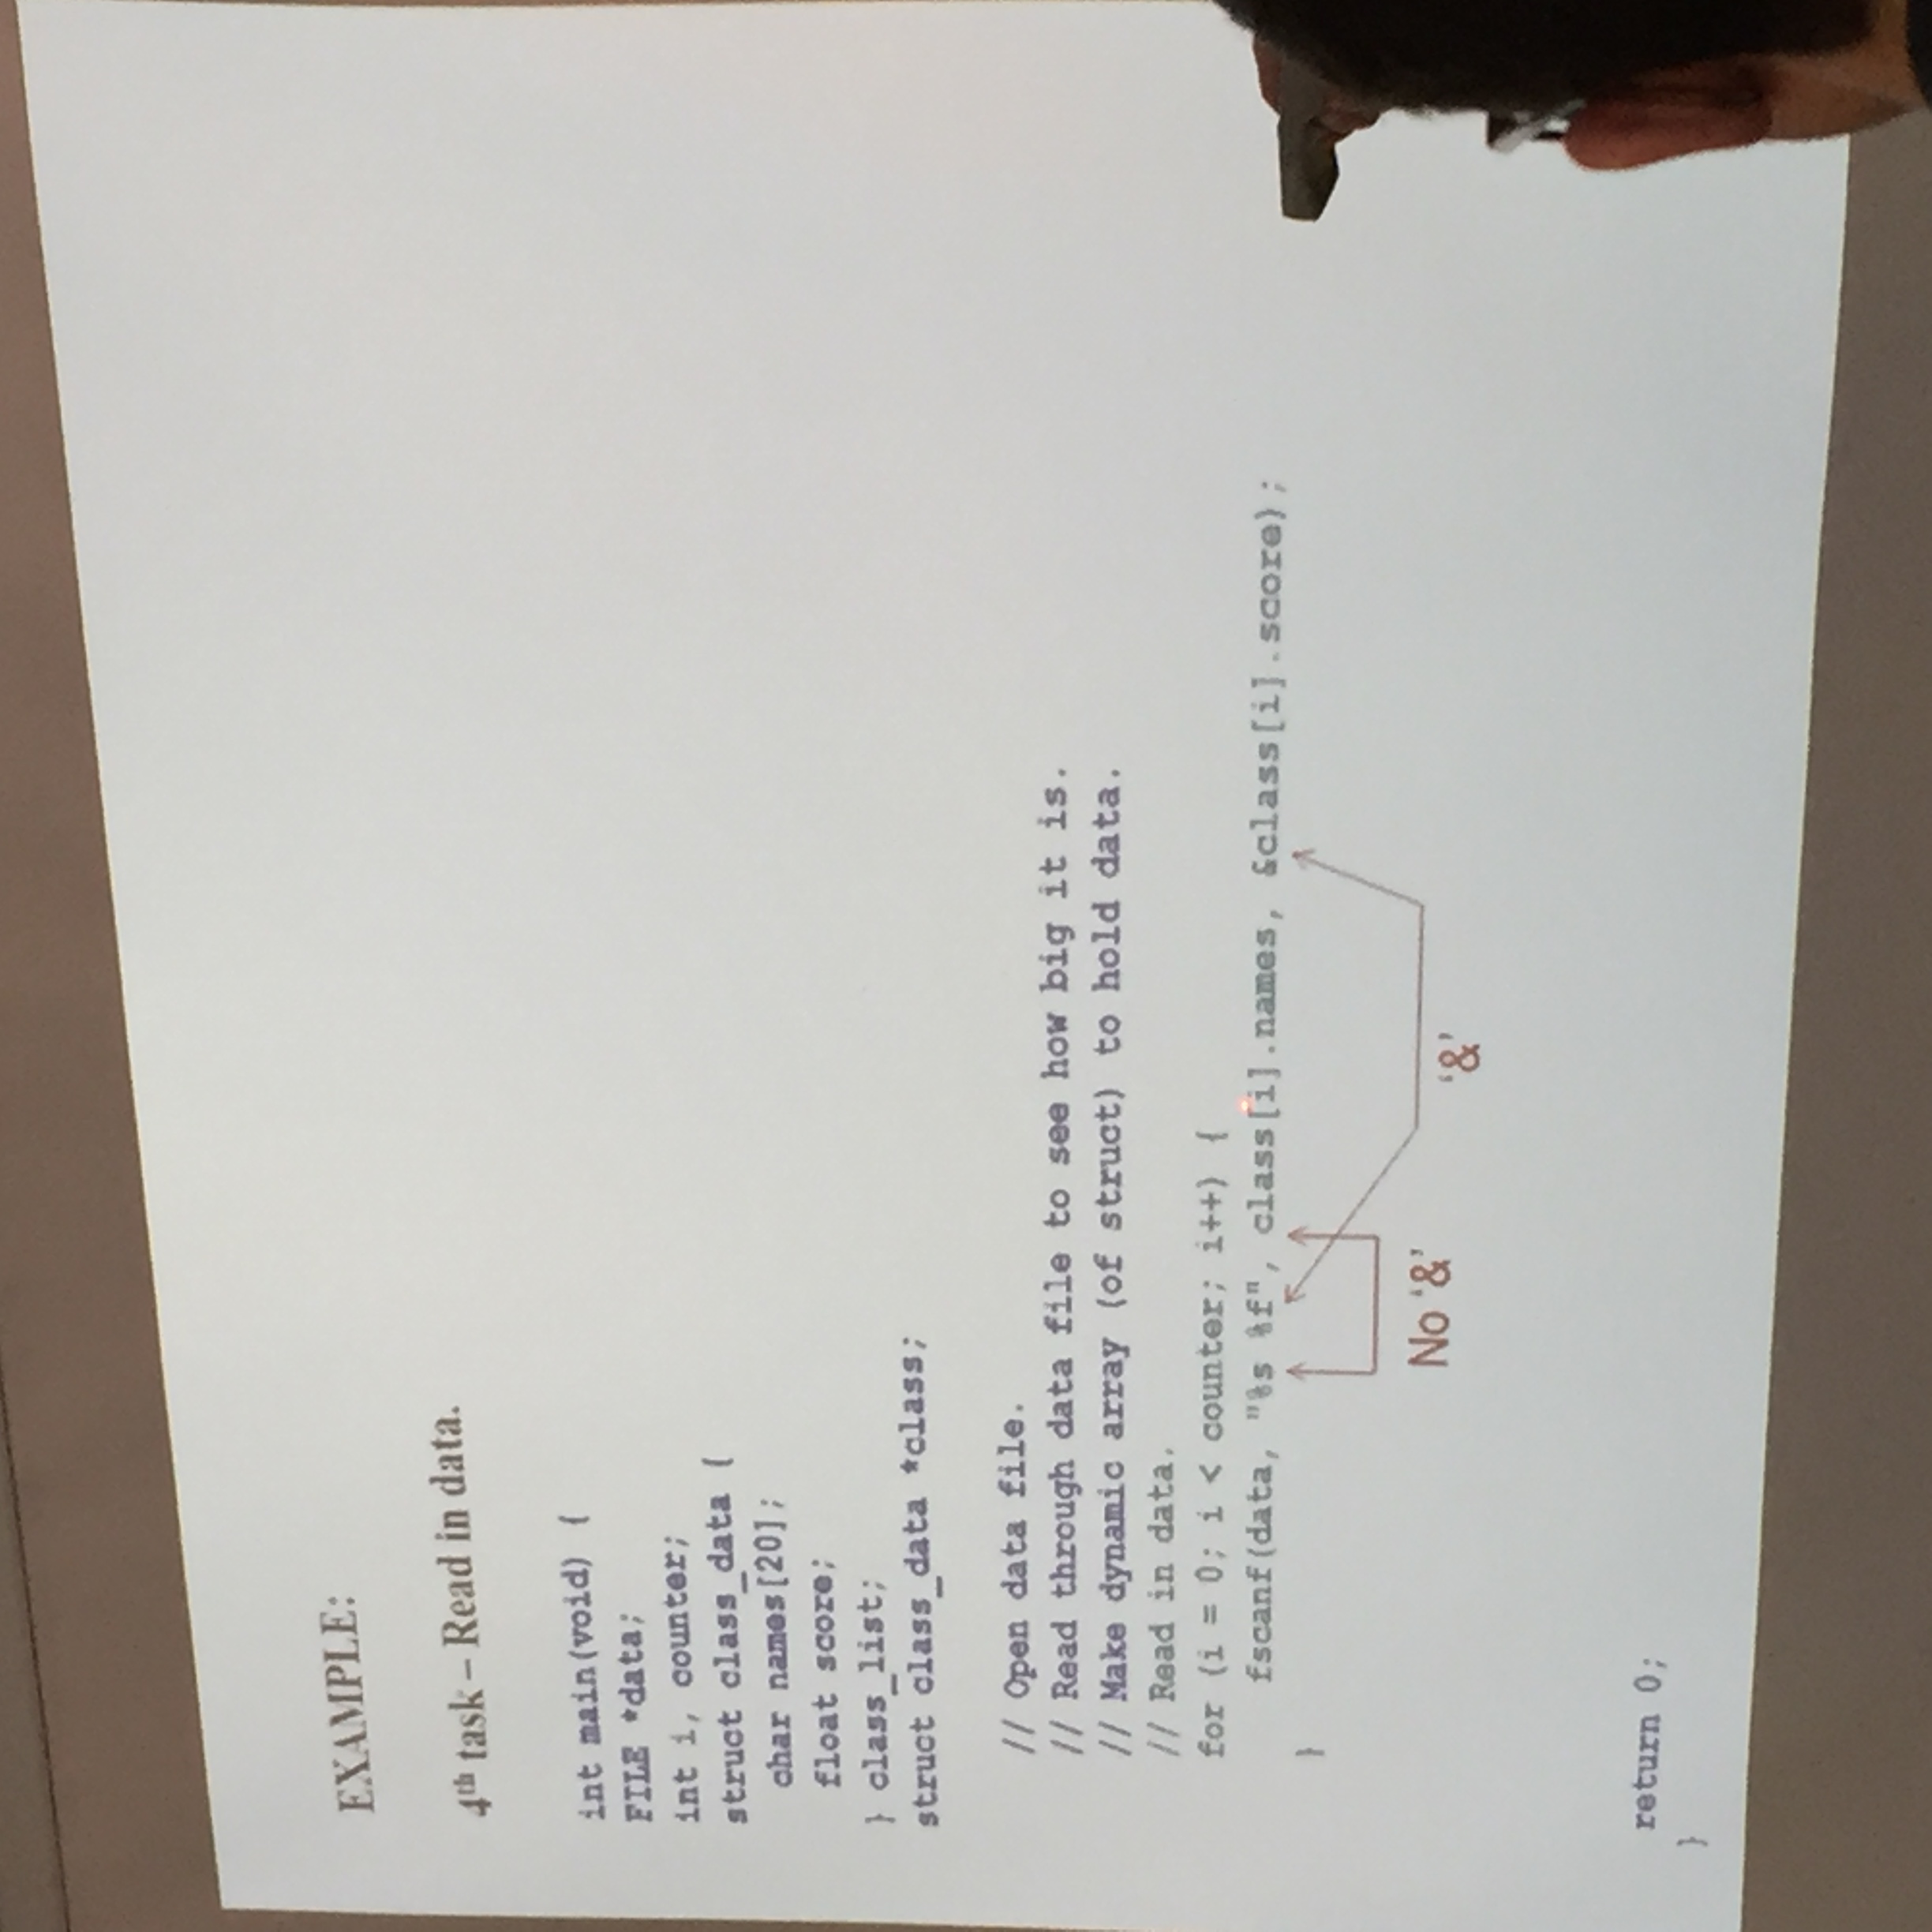 EXAMPLE:
4th task – Read in data.
int main(void) {
FILE *data;
int i, counter;
struct class_data {
char names[20];
float score;
} class_list;
struct class_data *class;
// Open data file.
// Read through data file to see how big it is.
// Make dynamic array (of struct) to hold data.
// Read in data.
for (i = 0; i < counter; i++) {
fscanf(data, "%s %f", class[i].names, &class[i].score);
}
No ‘&’
‘&’
return 0;
}